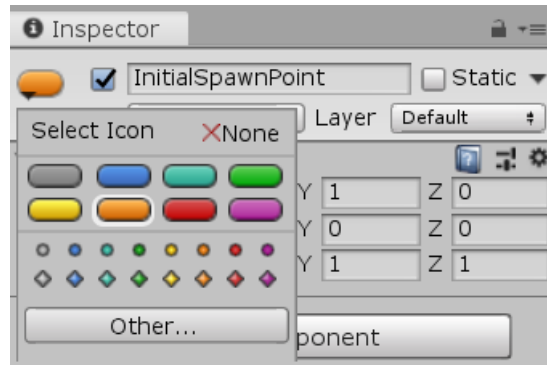 Inspector
InitialSpawnPoint Static
Select Icon None Layer Default
Y 1 Z 0
Y 0 Z 0
Y 1 Z 1
Other... ponent